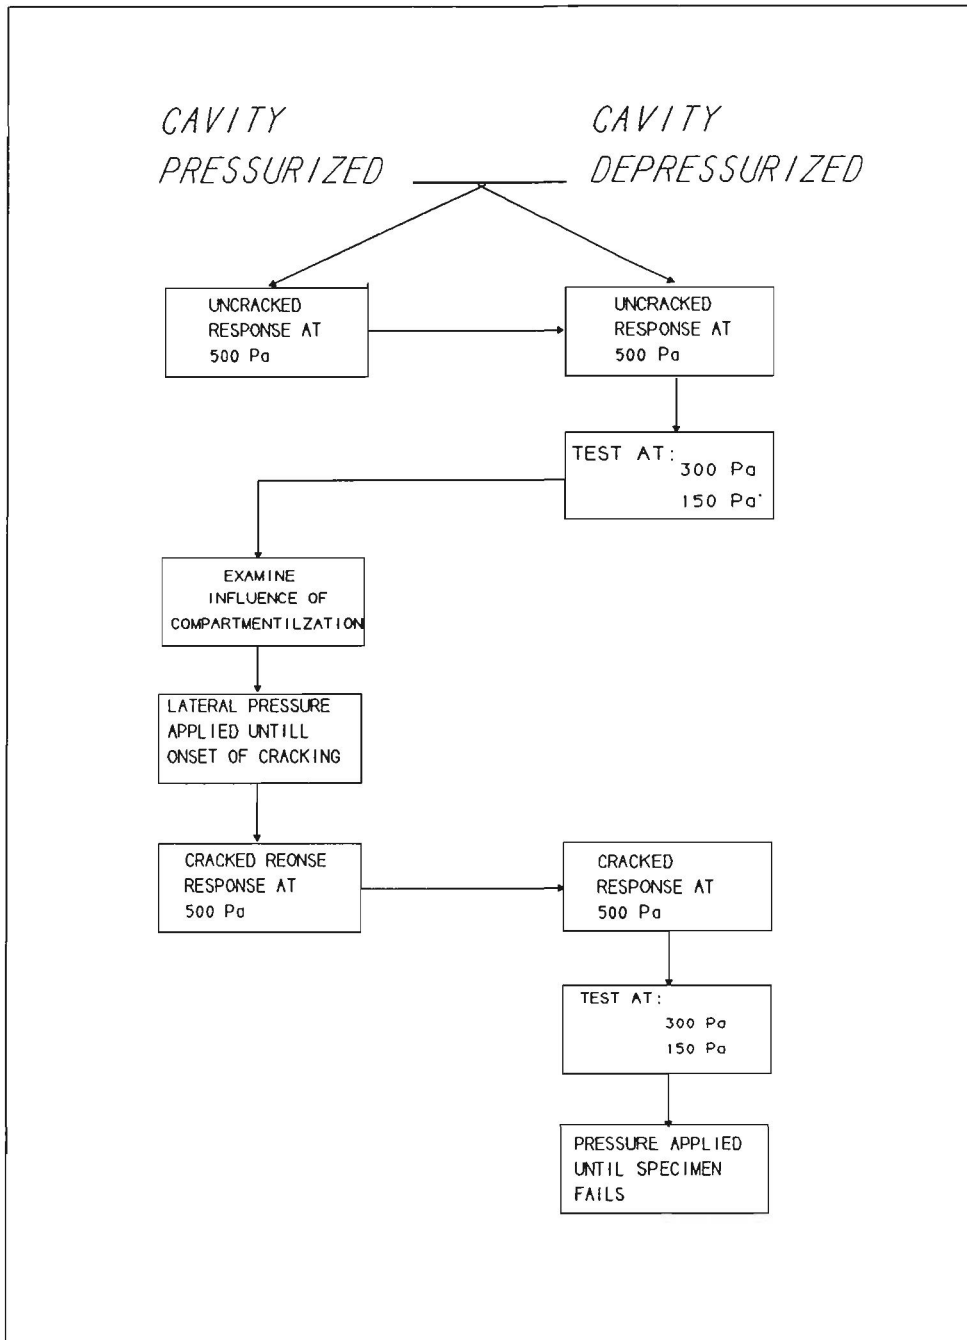 CAVITY
PRESSURIZED
CAVITY
DEPRESSURIZED
UNCRACKED
RESPONSE AT
500 Pa
UNCRACKED
RESPONSE AT
500 Pa
TEST AT:
300 Pa
150 Pa
EXAMINE
INFLUENCE OF
COMPARTMENTILZATION
LATERAL PRESSURE
APPLIED UNTILL
ONSET OF CRACKING
CRACKED REONSE
RESPONSE AT
500 Pa
CRACKED
RESPONSE AT
500 Pa
TEST AT:
300 Pa
150 Pa
PRESSURE APPLIED
UNTIL SPECIMEN
FAILS